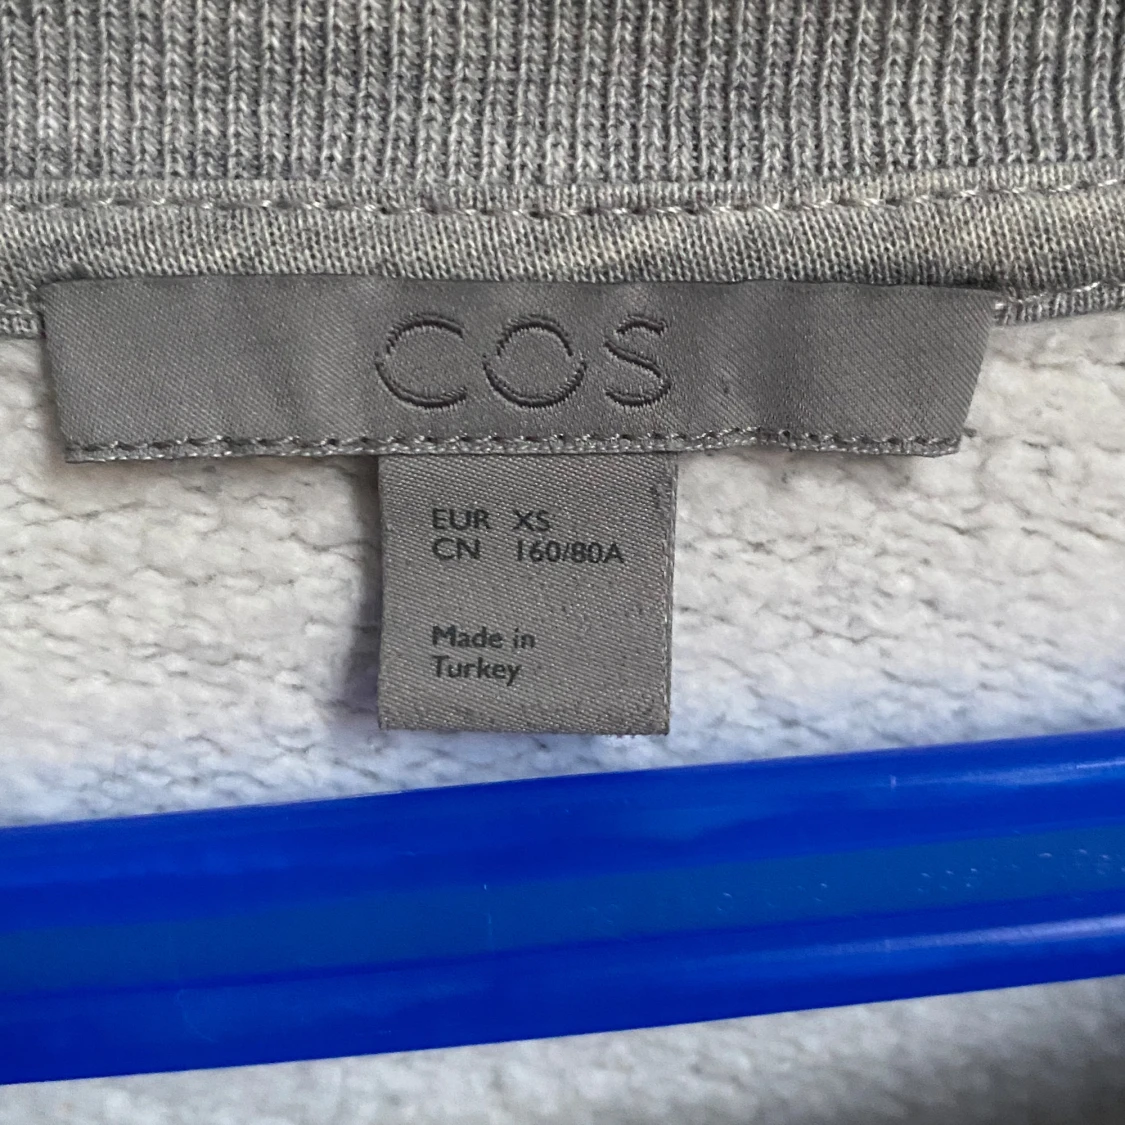 COS
EUR XS
CN 160/80A
Made in
Turkey